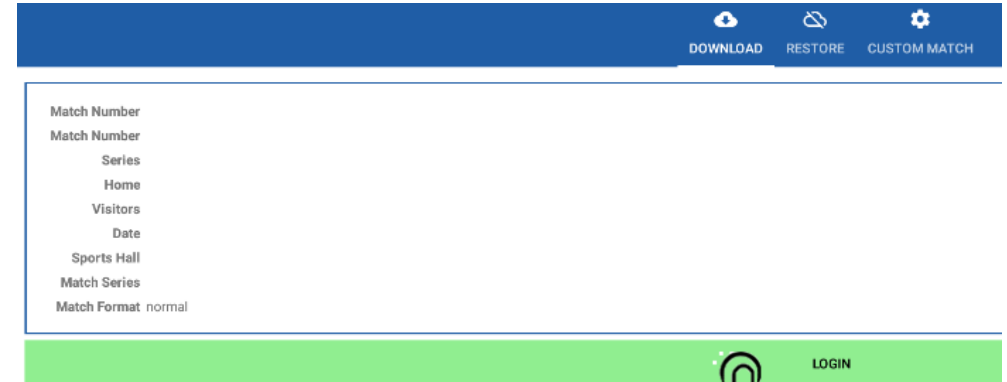 DOWNLOAD RESTORE CUSTOM MATCH
Match Number
Match Number
Series
Home
Visitors
Date
Sports Hall
Match Series
Match Format normal
LOGIN